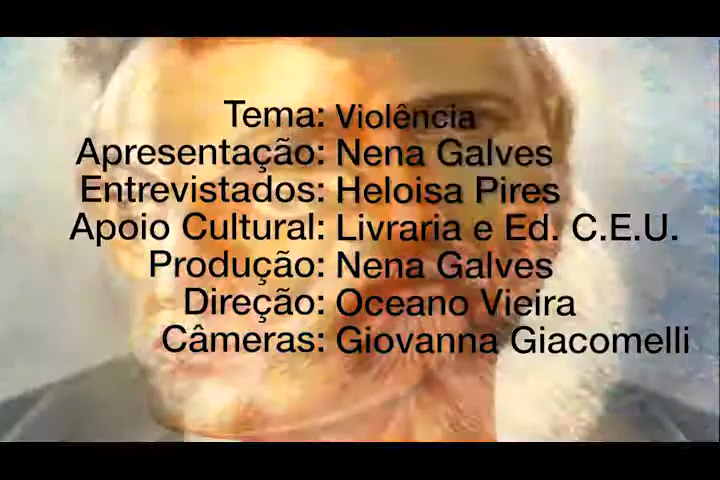 Tema: Violência
Apresentação: Nena Galves
Entrevistados: Heloisa Pires
Apoio Cultural: Livraria e Ed. C.E.U.
Produção: Nena Galves
Direção: Oceano Vieira
Câmeras: Giovanna Giacomelli